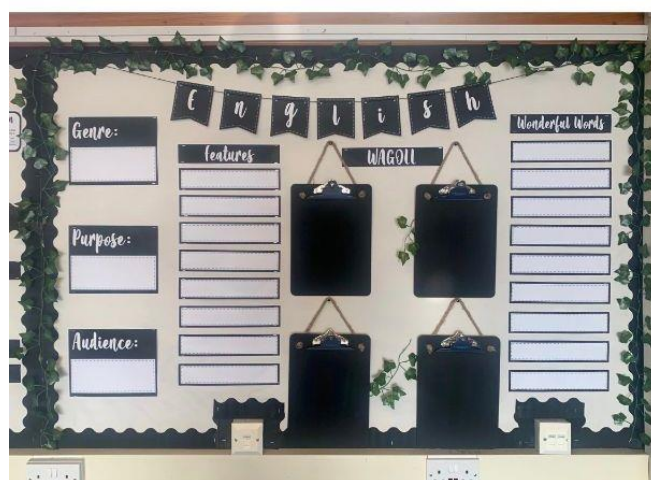 English
Genre:
Features
WAGOLL
Wonderful Words
Purpose:
Audience: